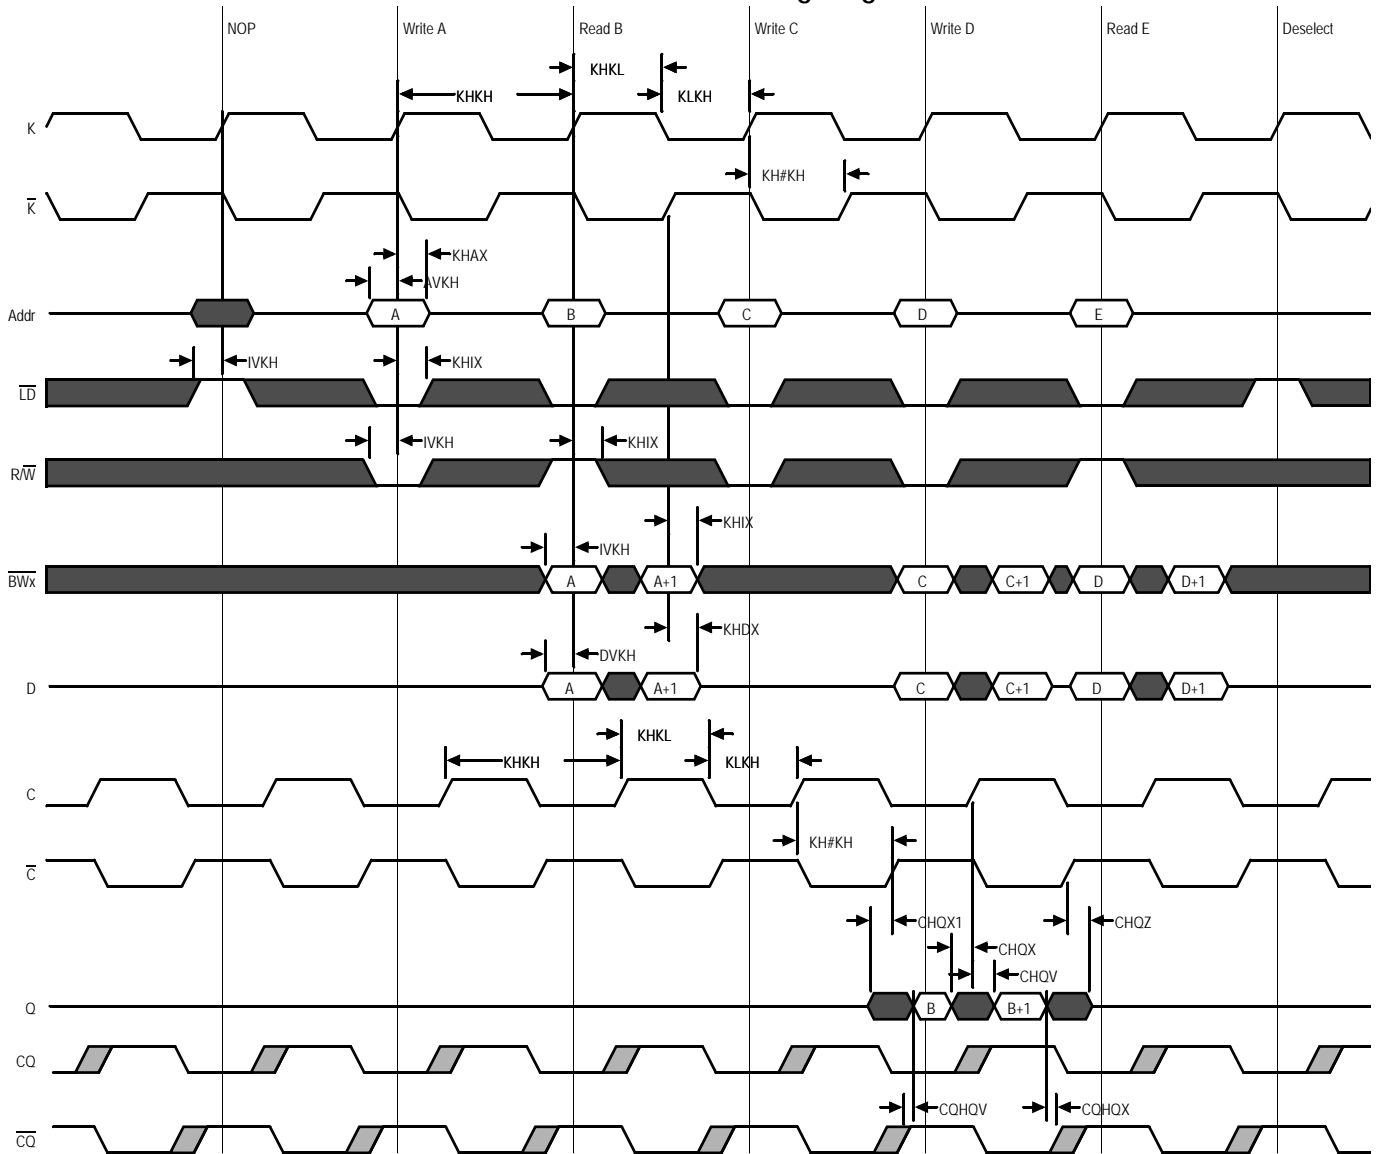 NOP Write A Read B Write C Write D Read E Deselect
KHKL
KHKH KLKH
K
KH#KH
K
KHAX
AVKH
Addr A B C D E
IVKH KHIX
LD
IVKH KHIX
R/W
KHIX
IVKH
BWx A A+1 C C+1 D D+1
KHDX
DVKH
D A A+1 C C+1 D D+1
KHKL
KHKH KLKH
C
KH#KH
C
CHQX1 CHQZ
CHQX
CHQV
Q B B+1
CQ
CQHQV CQHQX
CQ